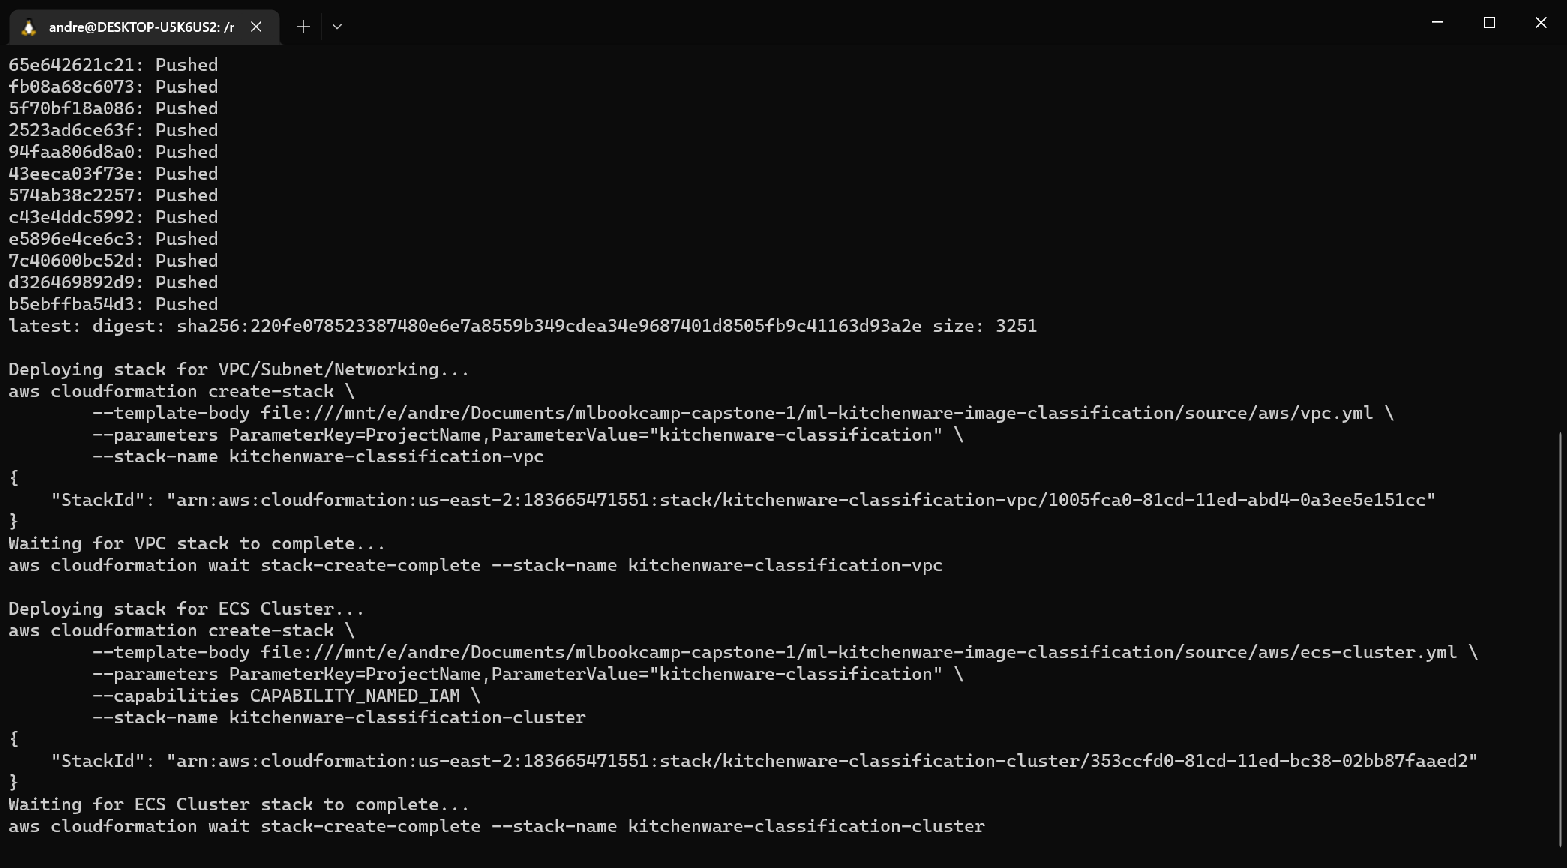 andre@DESKTOP-U5K6US2: /r
65e642621c21: Pushed
fb08a68c6073: Pushed
5f70bf18a086: Pushed
2523ad6ce63f: Pushed
94faa806d8a0: Pushed
43eeca03f73e: Pushed
574ab38c2257: Pushed
c43e4ddc5992: Pushed
e5896e4ce6c3: Pushed
7c40600bc52d: Pushed
d326469892d9: Pushed
b5ebffba54d3: Pushed
latest: digest: sha256:220fe078523387480e6e7a8559b349cdea34e9687401d8505fb9c41163d93a2e size: 3251
Deploying stack for VPC/Subnet/Networking...
aws cloudformation create-stack \
--template-body file:///mnt/e/andre/Documents/mlbookcamp-capstone-1/ml-kitchenware-image-classification/source/aws/vpc.yml \
--parameters ParameterKey=ProjectName,ParameterValue="kitchenware-classification" \
--stack-name kitchenware-classification-vpc
{
"StackId": "arn:aws:cloudformation:us-east-2:183665471551:stack/kitchenware-classification-vpc/1005fca0-81cd-11ed-abd4-0a3ee5e151cc"
}
Waiting for VPC stack to complete...
aws cloudformation wait stack-create-complete --stack-name kitchenware-classification-vpc
Deploying stack for ECS Cluster...
aws cloudformation create-stack \
--template-body file:///mnt/e/andre/Documents/mlbookcamp-capstone-1/ml-kitchenware-image-classification/source/aws/ecs-cluster.yml \
--parameters ParameterKey=ProjectName,ParameterValue="kitchenware-classification" \
--capabilities CAPABILITY_NAMED_IAM \
--stack-name kitchenware-classification-cluster
{
"StackId": "arn:aws:cloudformation:us-east-2:183665471551:stack/kitchenware-classification-cluster/353ccfd0-81cd-11ed-bc38-02bb87faaed2"
}
Waiting for ECS Cluster stack to complete...
aws cloudformation wait stack-create-complete --stack-name kitchenware-classification-cluster